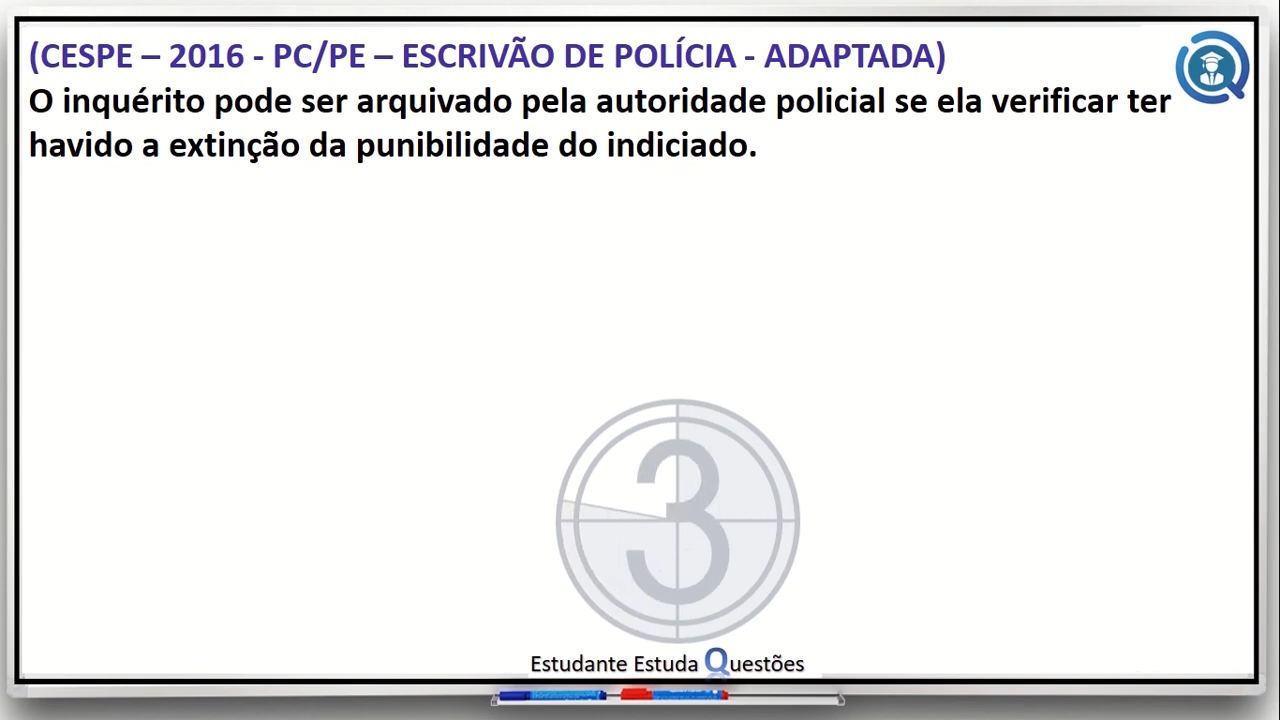 (CESPE – 2016 - PC/PE – ESCRIVÃO DE POLÍCIA - ADAPTADA)
O inquérito pode ser arquivado pela autoridade policial se ela verificar ter
havido a extinção da punibilidade do indiciado.
3
Estudante Estuda Questões